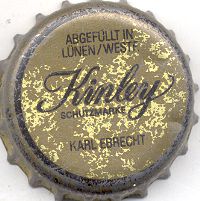 ABGEFÜLLT IN
LÜNEN/WESTF.
Kinley
SCHUTZMARKE
KARL EBRECHT